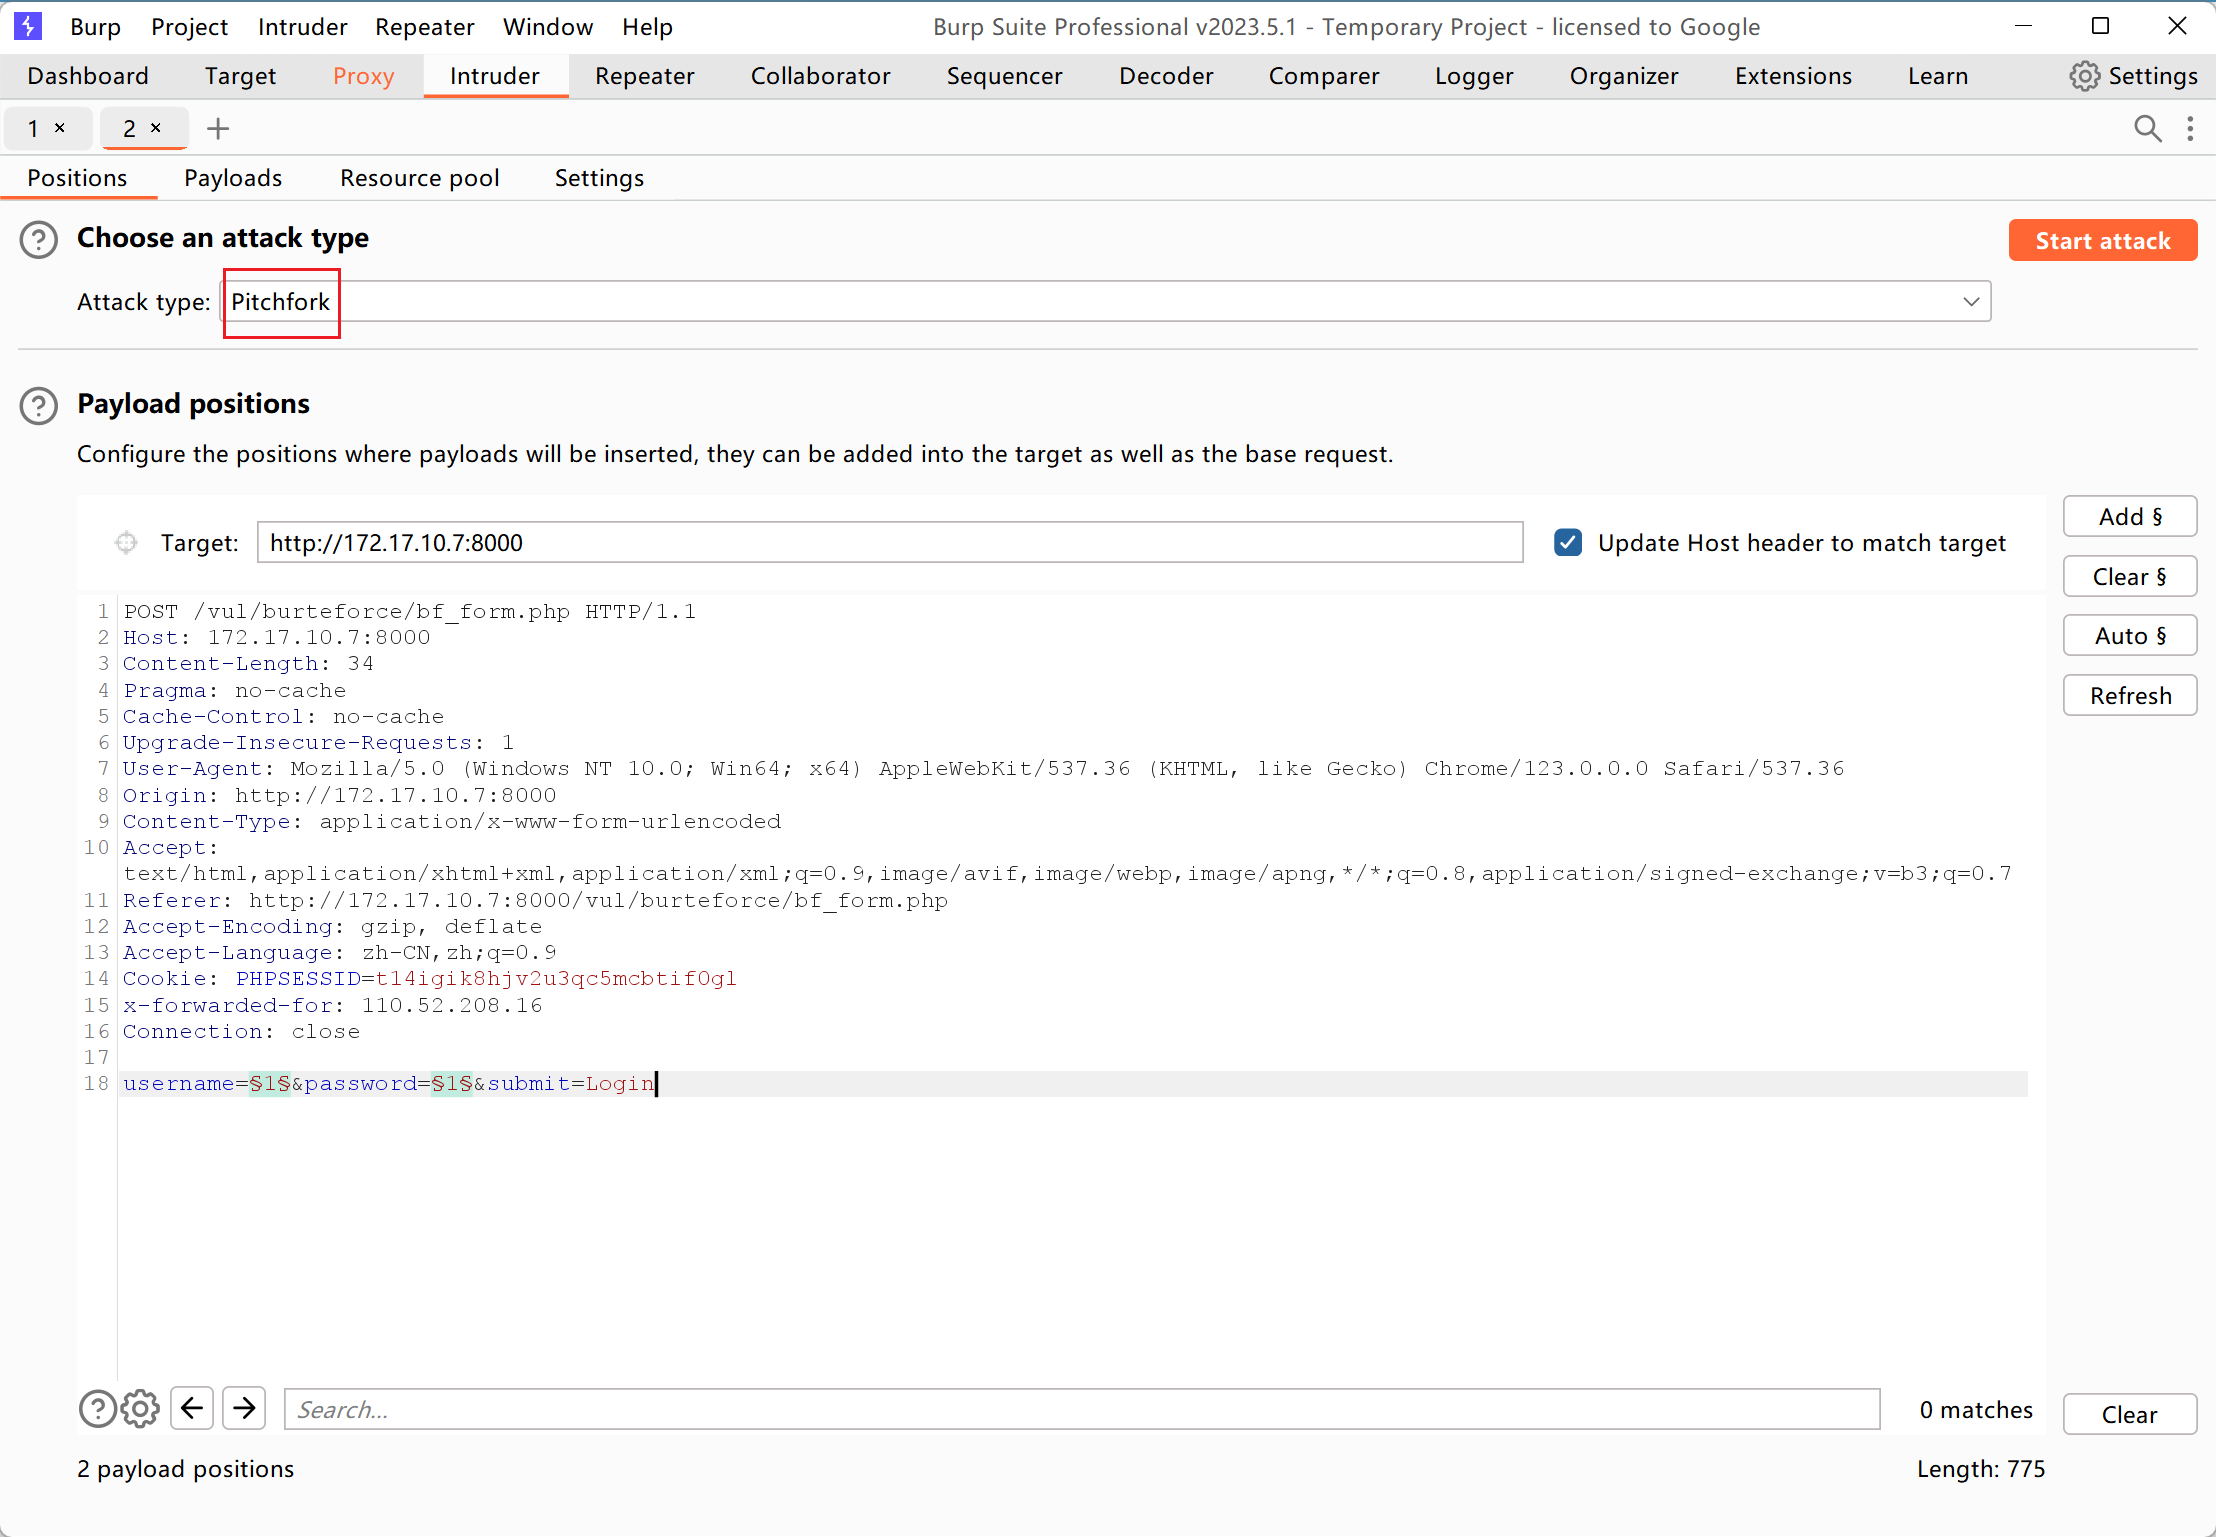 Burp Project Intruder Repeater Window Help Burp Suite Professional v2023.5.1 - Temporary Project - licensed to Google
Dashboard Target Proxy Intruder Repeater Collaborator Sequencer Decoder Comparer Logger Organizer Extensions Learn Settings
1 × 2 × +
Positions Payloads Resource pool Settings
Choose an attack type
Start attack
Attack type: Pitchfork
Payload positions
Configure the positions where payloads will be inserted, they can be added into the target as well as the base request.
Target: http://172.17.10.7:8000 Update Host header to match target
Add §
Clear §
Auto §
Refresh
1 POST /vul/burteforce/bf_form.php HTTP/1.1
2 Host: 172.17.10.7:8000
3 Content-Length: 34
4 Pragma: no-cache
5 Cache-Control: no-cache
6 Upgrade-Insecure-Requests: 1
7 User-Agent: Mozilla/5.0 (Windows NT 10.0; Win64; x64) AppleWebKit/537.36 (KHTML, like Gecko) Chrome/123.0.0.0 Safari/537.36
8 Origin: http://172.17.10.7:8000
9 Content-Type: application/x-www-form-urlencoded
10 Accept:
text/html,application/xhtml+xml,application/xml;q=0.9,image/avif,image/webp,image/apng,*/*;q=0.8,application/signed-exchange;v=b3;q=0.7
11 Referer: http://172.17.10.7:8000/vul/burteforce/bf_form.php
12 Accept-Encoding: gzip, deflate
13 Accept-Language: zh-CN,zh;q=0.9
14 Cookie: PHPSESSID=t14igik8hjv2u3qc5mcbtif0gl
15 x-forwarded-for: 110.52.208.16
16 Connection: close
17
18 username=§1§&password=§1§&submit=Login
Search...
0 matches
Clear
2 payload positions
Length: 775